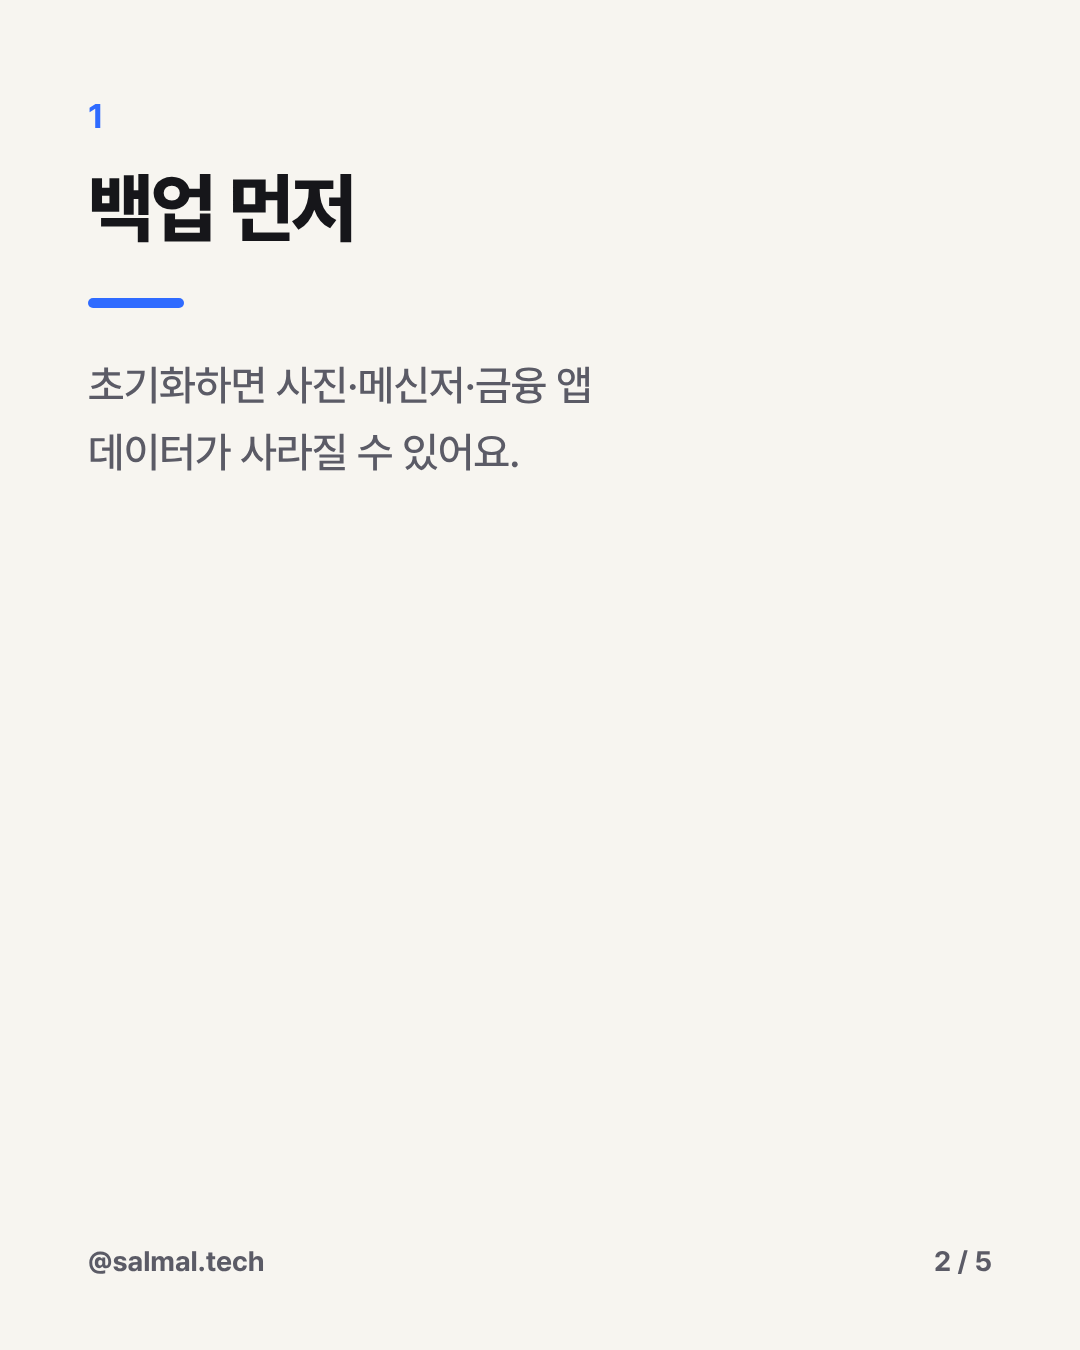 1
백업 먼저
초기화하면 사진·메신저·금융 앱
데이터가 사라질 수 있어요.
@salmal.tech
2 / 5